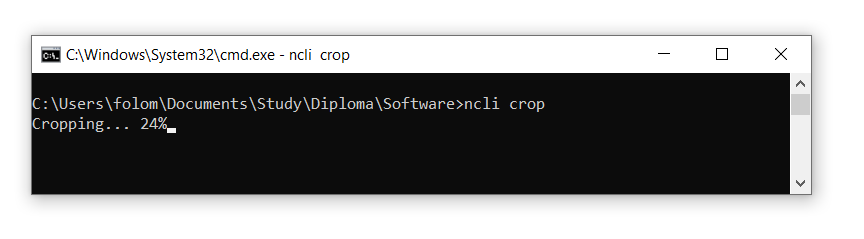 C:\Windows\System32\cmd.exe - ncli  crop
C:\Users\folom\Documents\Study\Diploma\Software>ncli crop
Cropping... 24%